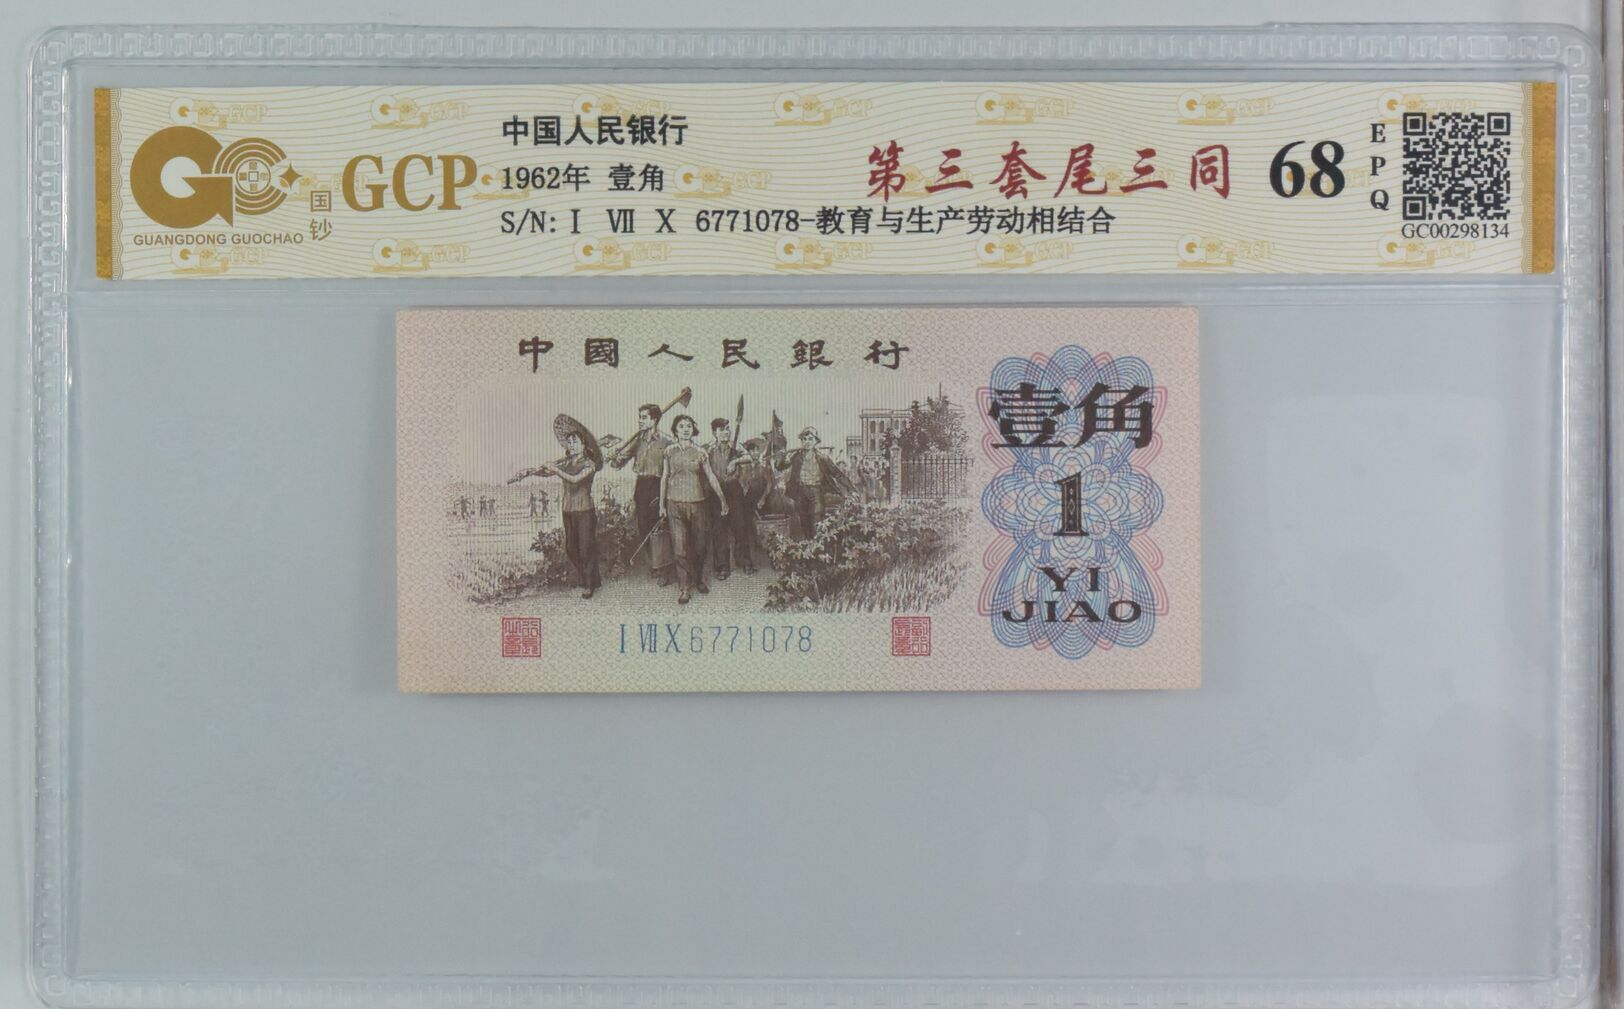 GCP
国钞
GUANGDONG GUOCHAO
中国人民银行
1962年 壹角
S/N: I VII X 6771078-教育与生产劳动相结合
第三套尾三同
68
EPQ
GC00298134
中國人民銀行
壹角
1
YI
JIAO
I VII X 6771078